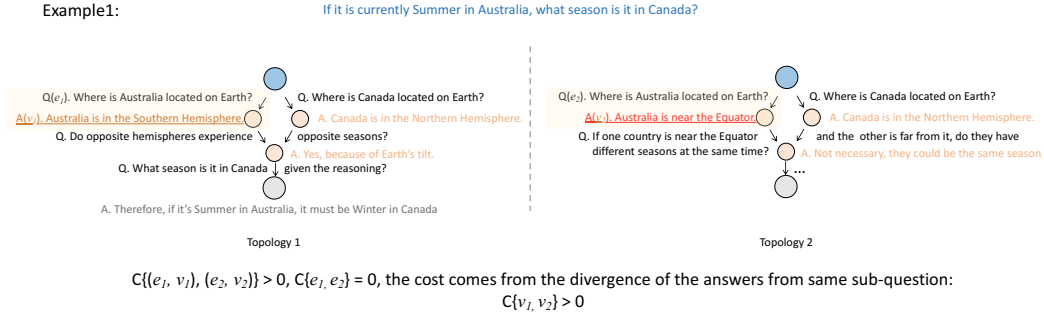 Example1:
If it is currently Summer in Australia, what season is it in Canada?
Q(e1). Where is Australia located on Earth?
Q. Where is Canada located on Earth?
A(v1). Australia is in the Southern Hemisphere.
A. Canada is in the Northern Hemisphere.
Q. Do opposite hemispheres experience opposite seasons?
A. Yes, because of Earth's tilt.
Q. What season is it in Canada given the reasoning?
A. Therefore, if it's Summer in Australia, it must be Winter in Canada
Topology 1
Q(e2). Where is Australia located on Earth?
Q. Where is Canada located on Earth?
A(v2). Australia is near the Equator.
A. Canada is in the Northern Hemisphere.
Q. If one country is near the Equator and the other is far from it, do they have
different seasons at the same time?
A. Not necessary, they could be the same season
...
Topology 2
C{(e1, v1), (e2, v2)} > 0, C{e1, e2} = 0, the cost comes from the divergence of the answers from same sub-question:
C{v1, v2} > 0